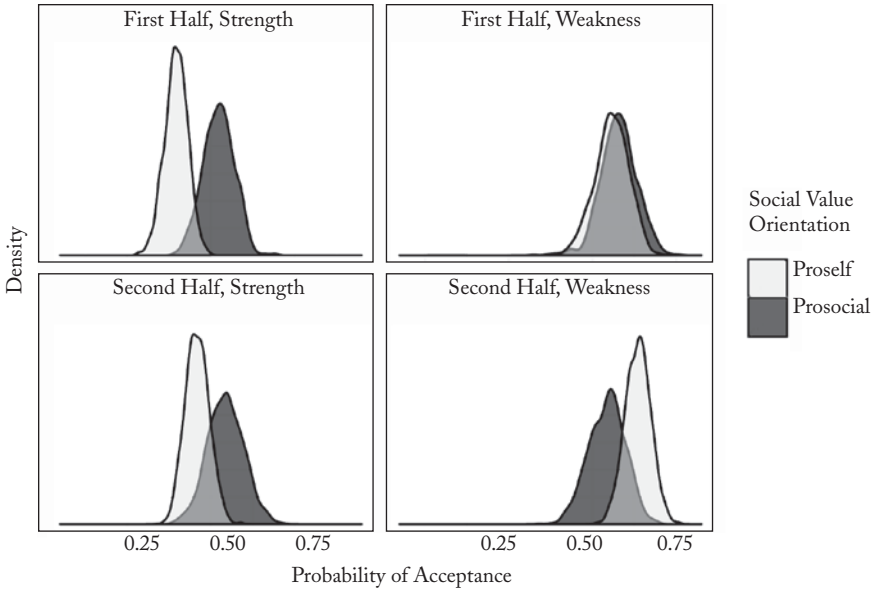 First Half, Strength
First Half, Weakness
Density
Second Half, Strength
Second Half, Weakness
0.25 0.50 0.75
0.25 0.50 0.75
Probability of Acceptance
Social Value
Orientation
Proself
Prosocial